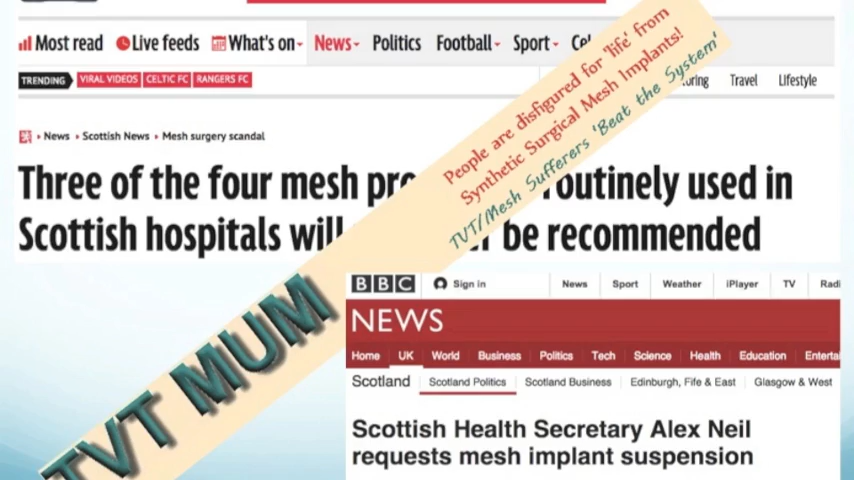 Most read Live feeds What's on News Politics Football Sport
TRENDING VIRAL VIDEOS CELTIC FC RANGERS FC Travel Lifestyle
News Scottish News Mesh surgery scandal
Three of the four mesh routinely used in
Scottish hospitals will be recommended
People are disfigured for 'life' from
Synthetic Surgical Mesh Implants!
TVT/Mesh Sufferers 'Beat the System'
TVT MUM
BBC Sign in News Sport Weather iPlayer TV
NEWS
Home UK World Business Politics Tech Science Health Education
Scotland Scotland Politics Scotland Business Edinburgh, Fife & East Glasgow & West
Scottish Health Secretary Alex Neil
requests mesh implant suspension